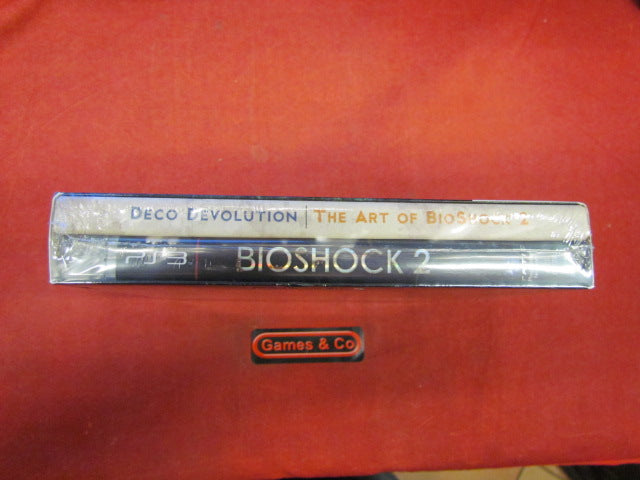 DECO DEVOLUTION | THE ART OF BIOSHOCK 2
PS3 BIOSHOCK 2
Games & Co